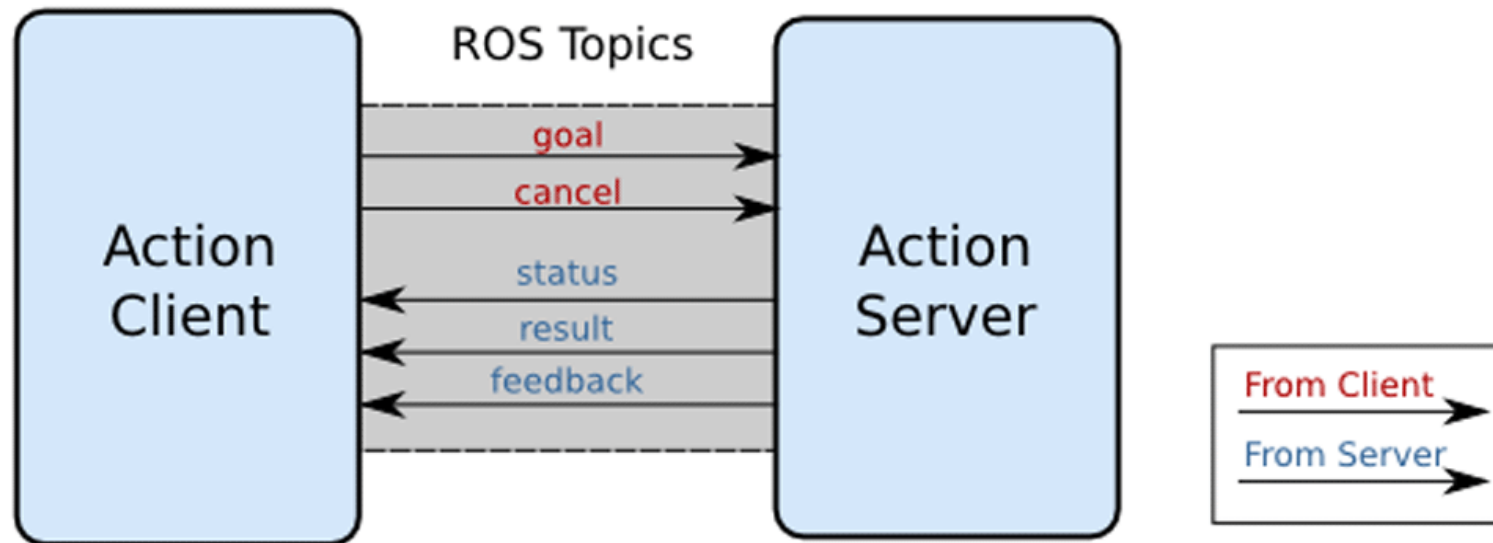 ROS Topics
goal
cancel
Action
Client
status
result
feedback
Action
Server
From Client
From Server